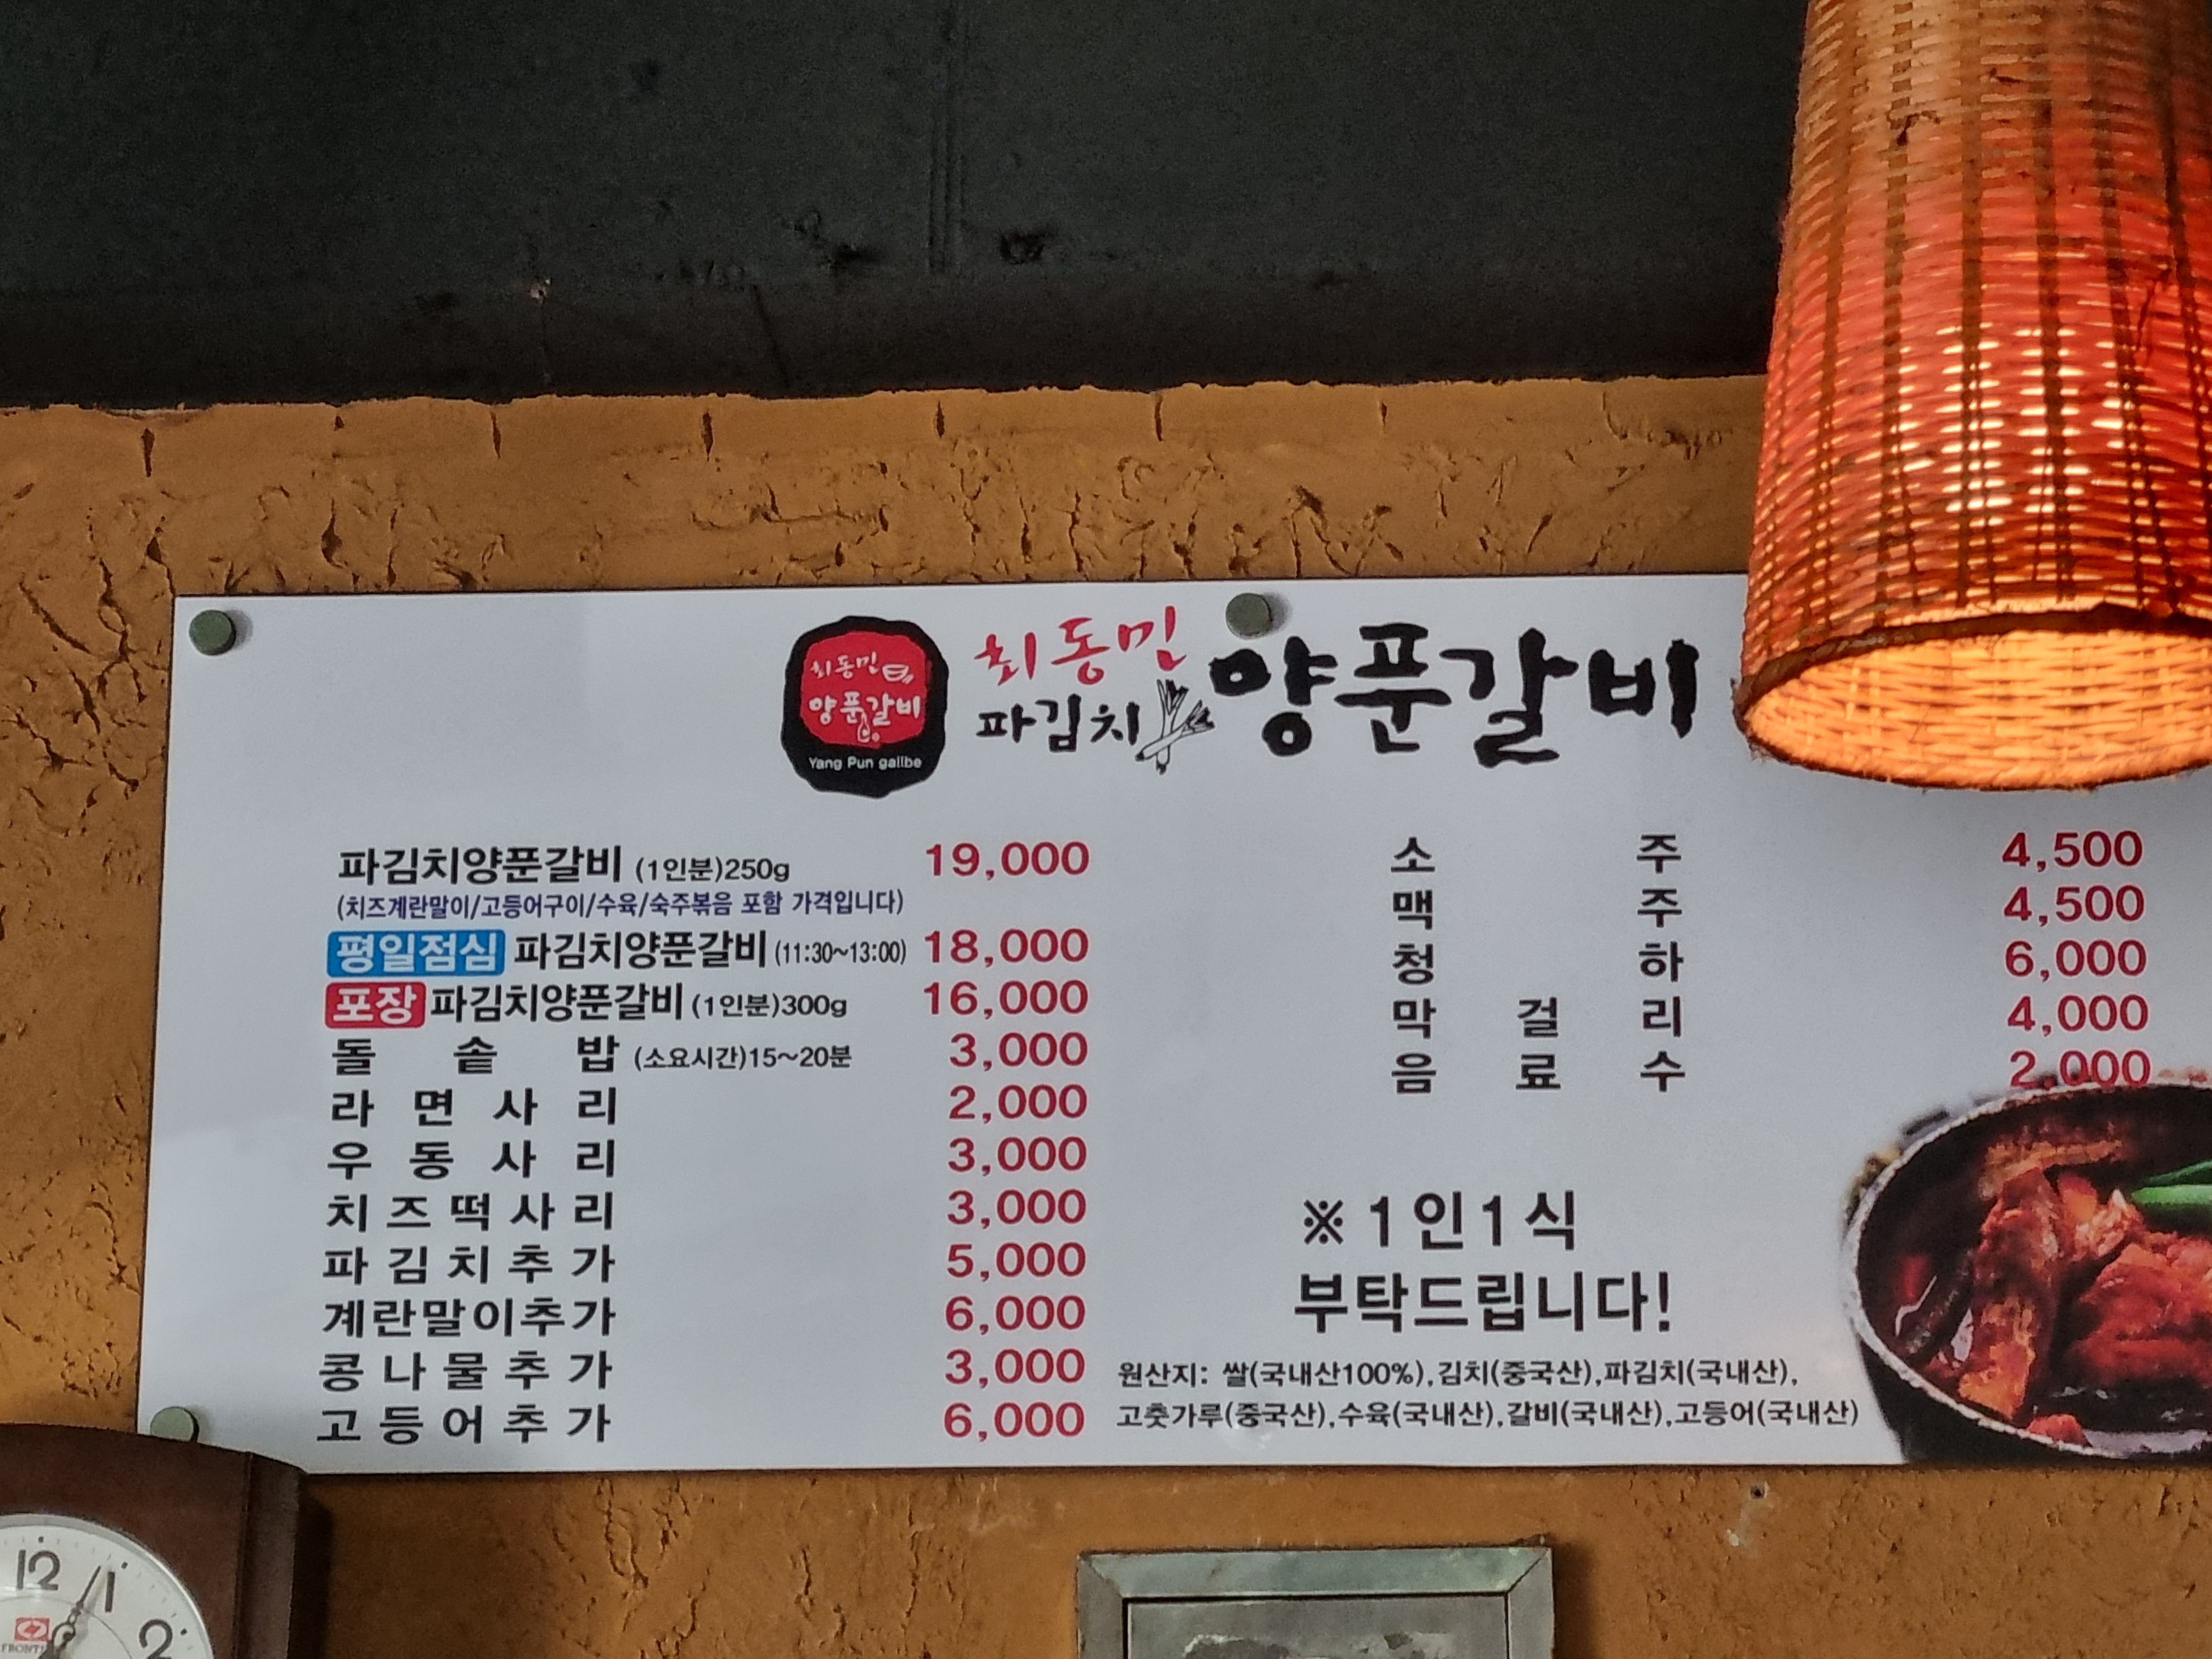 최동민
양푼갈비
Yang Pun gallbe
최동민
파김치 양푼갈비
파김치양푼갈비 (1인분)250g 19,000
(치즈계란말이/고등어구이/수육/숙주볶음 포함 가격입니다)
평일점심 파김치양푼갈비 (11:30~13:00) 18,000
포장 파김치양푼갈비 (1인분)300g 16,000
돌솥밥 (소요시간)15~20분 3,000
라면사리 2,000
우동사리 3,000
치즈떡사리 3,000
파김치추가 5,000
계란말이추가 6,000
콩나물추가 3,000
고등어추가 6,000
소주 4,500
맥주 4,500
청하 6,000
막걸리 4,000
음료수 2,000
※1인1식
부탁드립니다!
원산지: 쌀(국내산100%),김치(중국산),파김치(국내산),
고춧가루(중국산),수육(국내산),갈비(국내산),고등어(국내산)
12
1
2